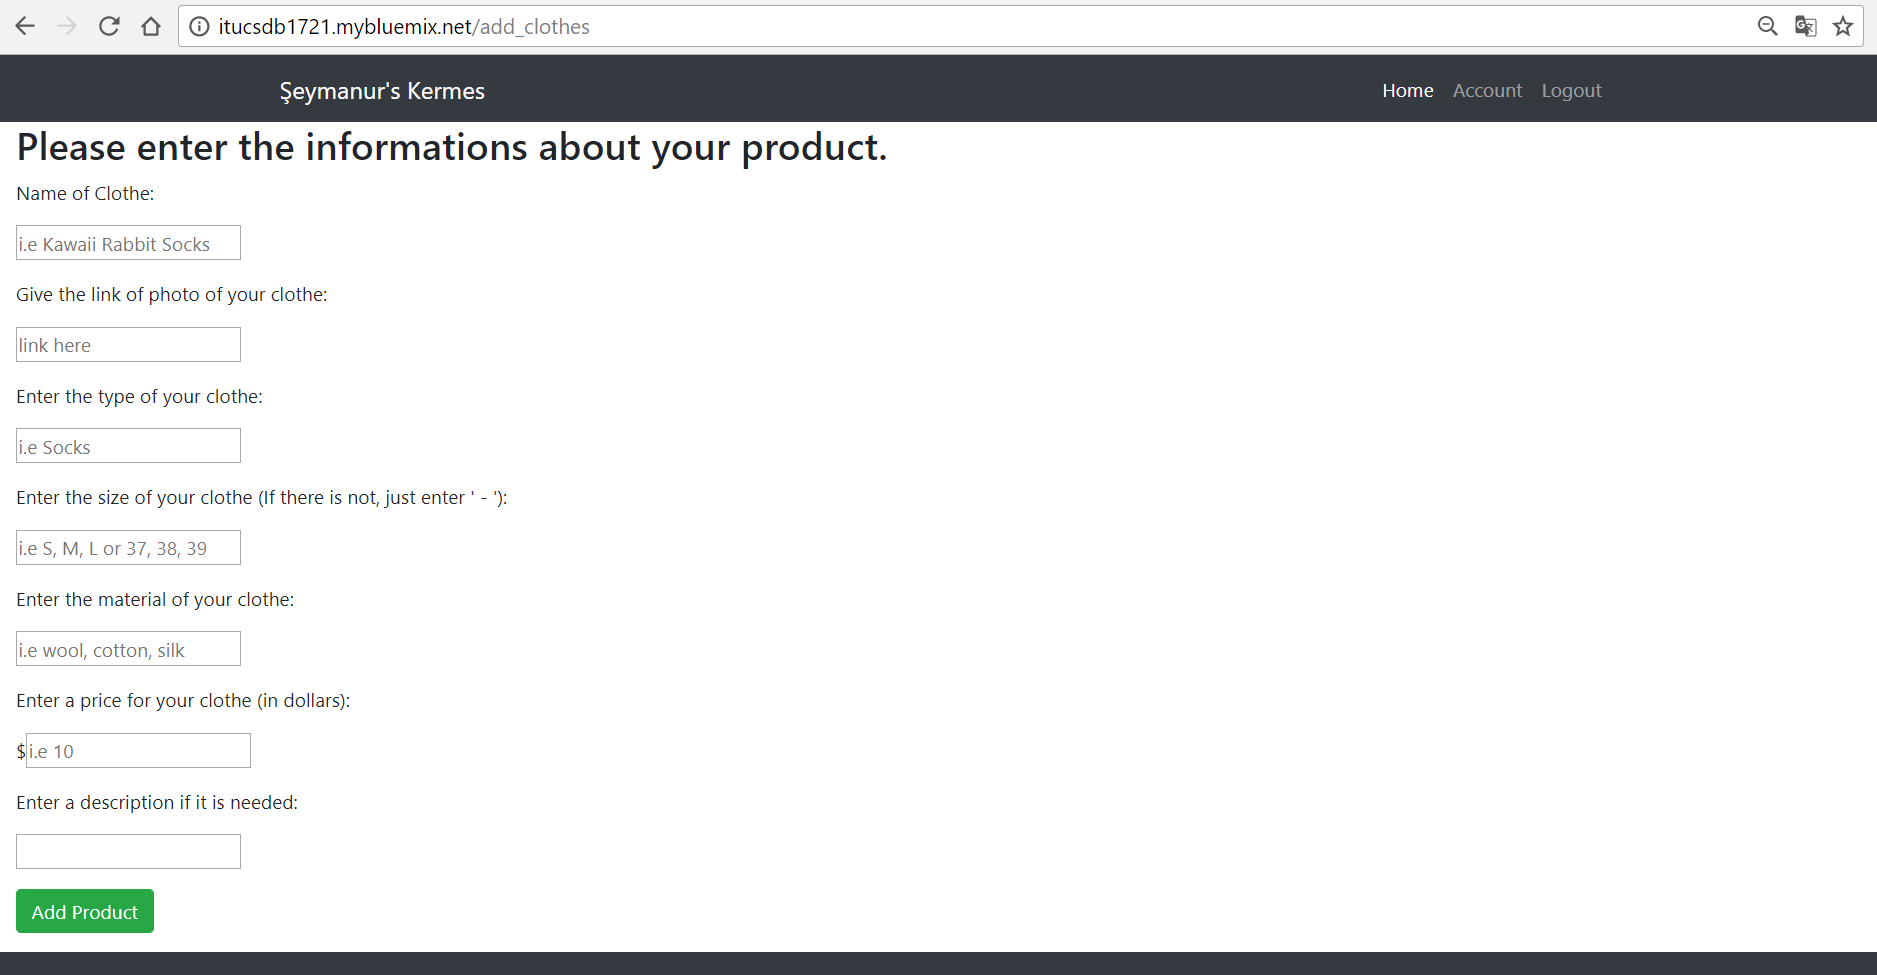 itucsdb1721.mybluemix.net/add_clothes
Şeymanur's Kermes
Home Account Logout
Please enter the informations about your product.
Name of Clothe:
i.e Kawaii Rabbit Socks
Give the link of photo of your clothe:
link here
Enter the type of your clothe:
i.e Socks
Enter the size of your clothe (If there is not, just enter ' - '):
i.e S, M, L or 37, 38, 39
Enter the material of your clothe:
i.e wool, cotton, silk
Enter a price for your clothe (in dollars):
$i.e 10
Enter a description if it is needed:
Add Product